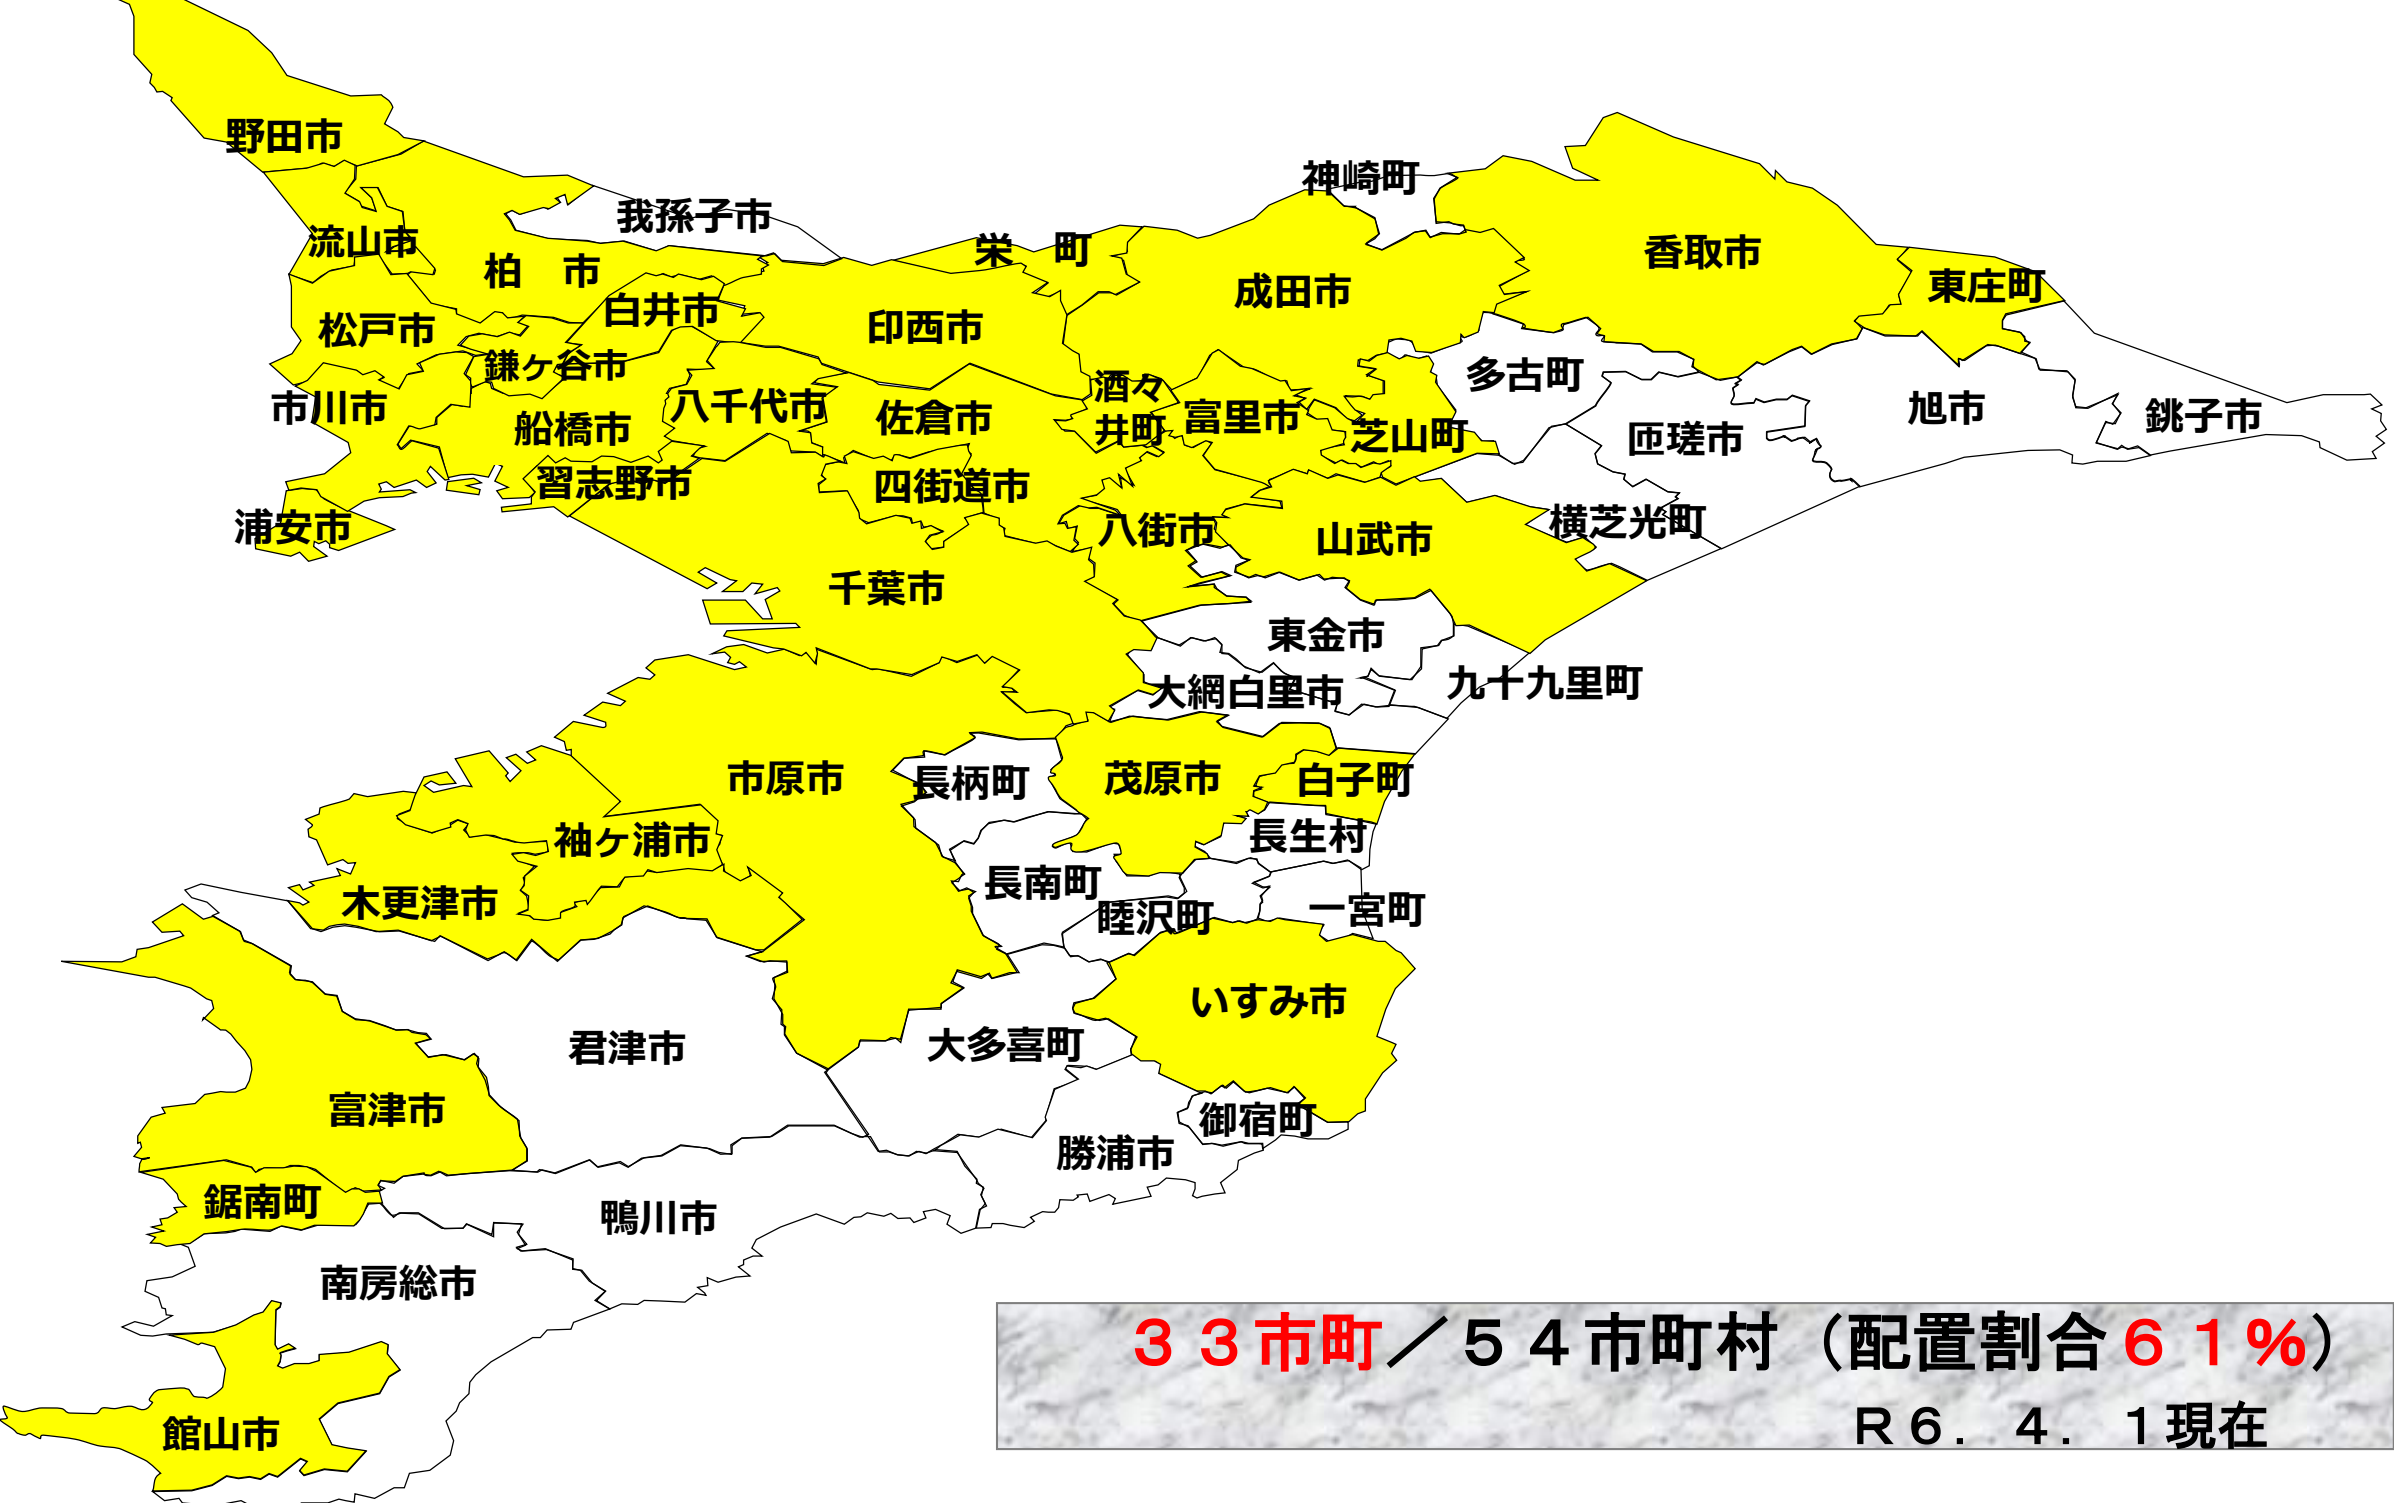 野田市
神崎町
我孫子市
流山市
栄　町
香取市
柏　市
成田市
東庄町
白井市
松戸市
印西市
鎌ヶ谷市
多古町
酒々
井町
市川市
八千代市
佐倉市
富里市
旭市
銚子市
船橋市
芝山町
匝瑳市
習志野市
四街道市
浦安市
八街市
山武市
横芝光町
千葉市
東金市
大網白里市
九十九里町
市原市
長柄町
茂原市
白子町
袖ヶ浦市
長生村
木更津市
長南町
睦沢町
一宮町
いすみ市
君津市
大多喜町
富津市
御宿町
勝浦市
鋸南町
鴨川市
南房総市
館山市
３３市町／５４市町村（配置割合６１%）
Ｒ６．４．１現在